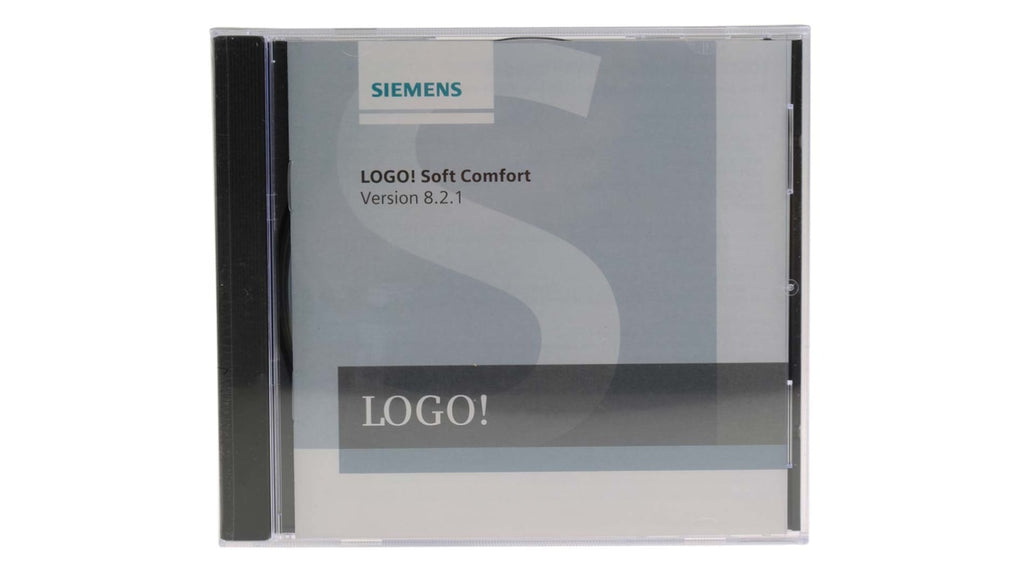 SIEMENS
LOGO! Soft Comfort
Version 8.2.1
LOGO!